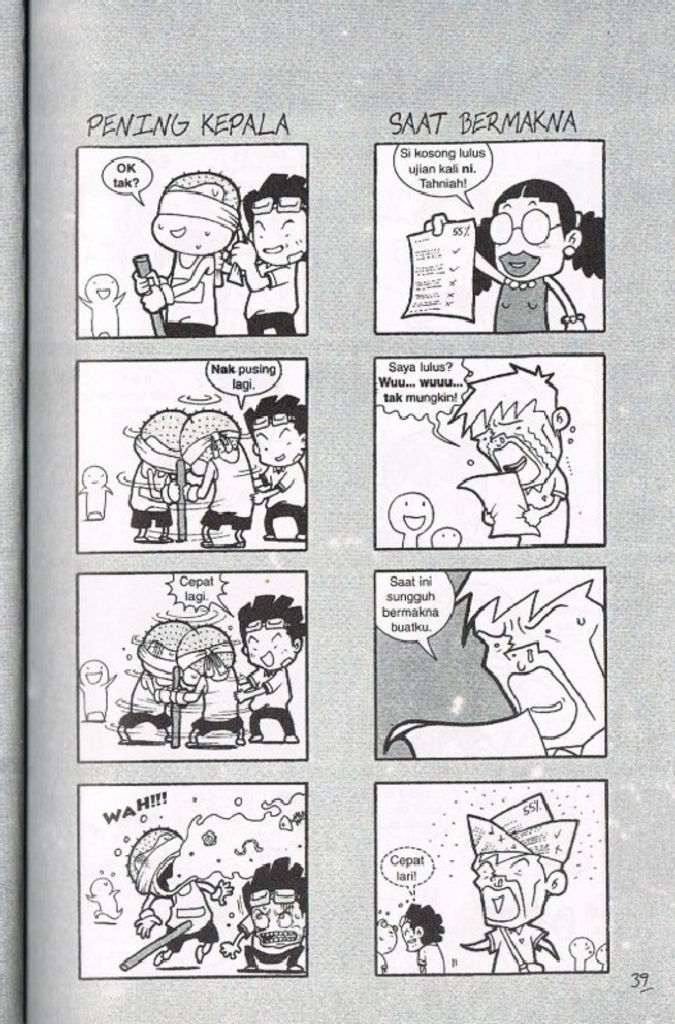 PENING KEPALA
OK
tak?
Nak pusing
lagi.
Cepat
lagi.
WAH!!!
SAAT BERMAKNA
Si kosong lulus
ujian kali ni.
Tahniah!
55%
Saya lulus?
Wuu... wuuu...
tak mungkin!
Saat ini
sungguh
bermakna
buatku.
55%
Cepat
lari!
39